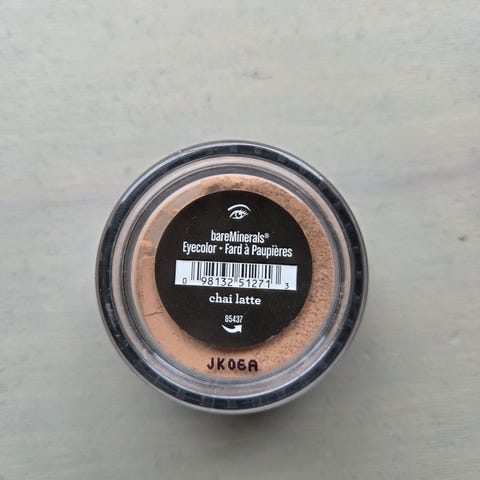 bareMinerals®
Eyecolor • Fard à Paupières
0 98132 51271 3
chai latte
85437
JK06A